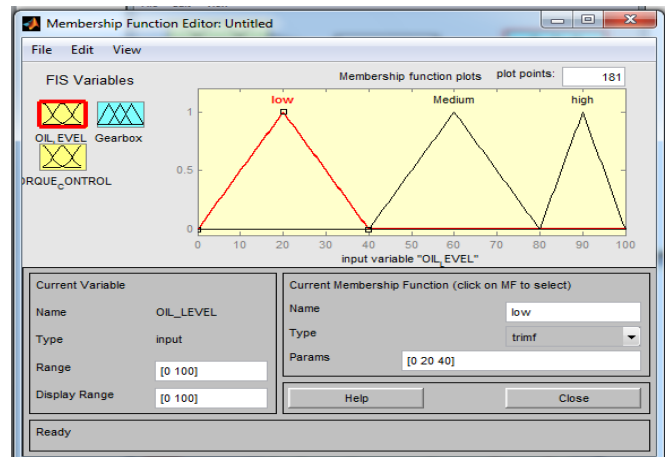 Membership Function Editor: Untitled
File Edit View
FIS Variables
OIL_LEVEL Gearbox
ORQUE_CONTROL
Membership function plots plot points: 181
low Medium high
1
0.5
0
0 10 20 30 40 50 60 70 80 90 100
input variable "OIL_LEVEL"
Current Variable
Name OIL_LEVEL
Type input
Range [0 100]
Display Range [0 100]
Current Membership Function (click on MF to select)
Name low
Type trimf
Params [0 20 40]
Help Close
Ready